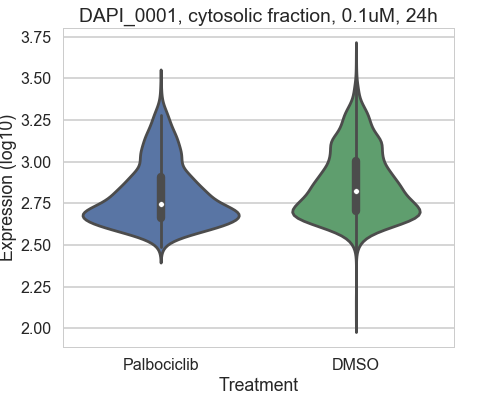 DAPI_0001, cytosolic fraction, 0.1uM, 24h
Expression (log10)
3.75
3.50
3.25
3.00
2.75
2.50
2.25
2.00
Palbociclib
DMSO
Treatment